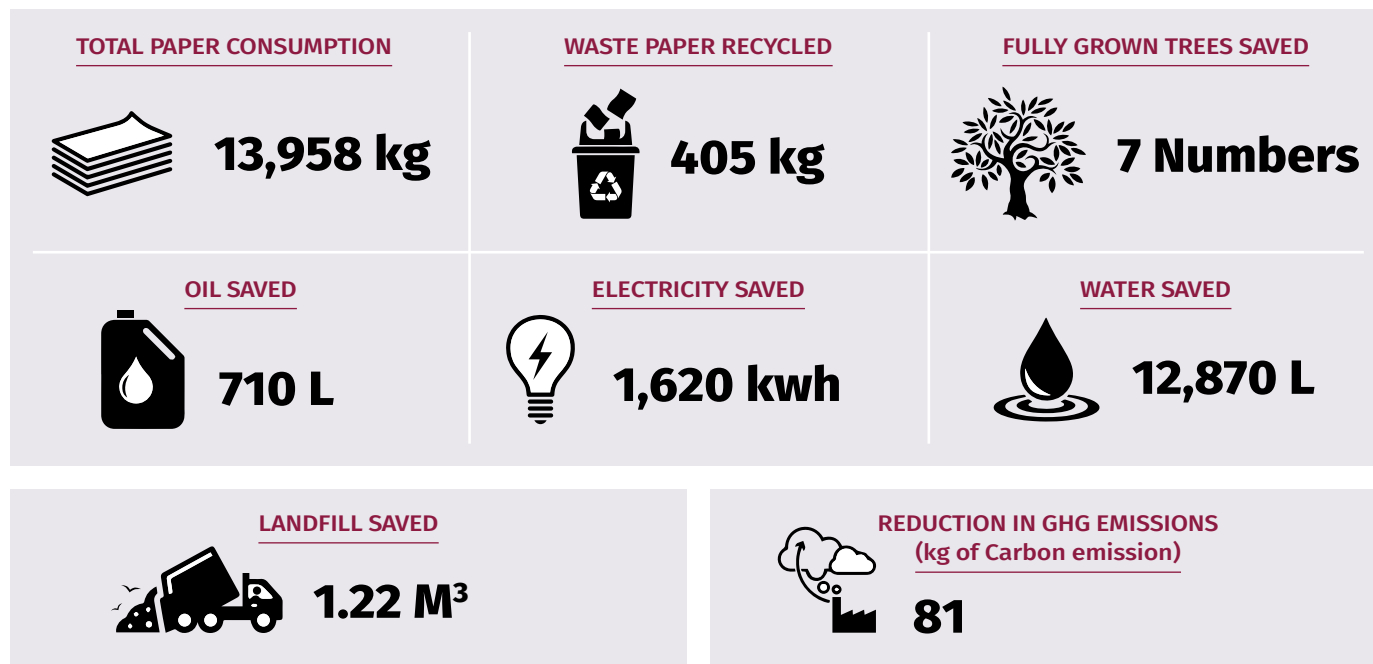 TOTAL PAPER CONSUMPTION
13,958 kg
WASTE PAPER RECYCLED
405 kg
FULLY GROWN TREES SAVED
7 Numbers
OIL SAVED
710 L
ELECTRICITY SAVED
1,620 kwh
WATER SAVED
12,870 L
LANDFILL SAVED
1.22 M³
REDUCTION IN GHG EMISSIONS
(kg of Carbon emission)
81